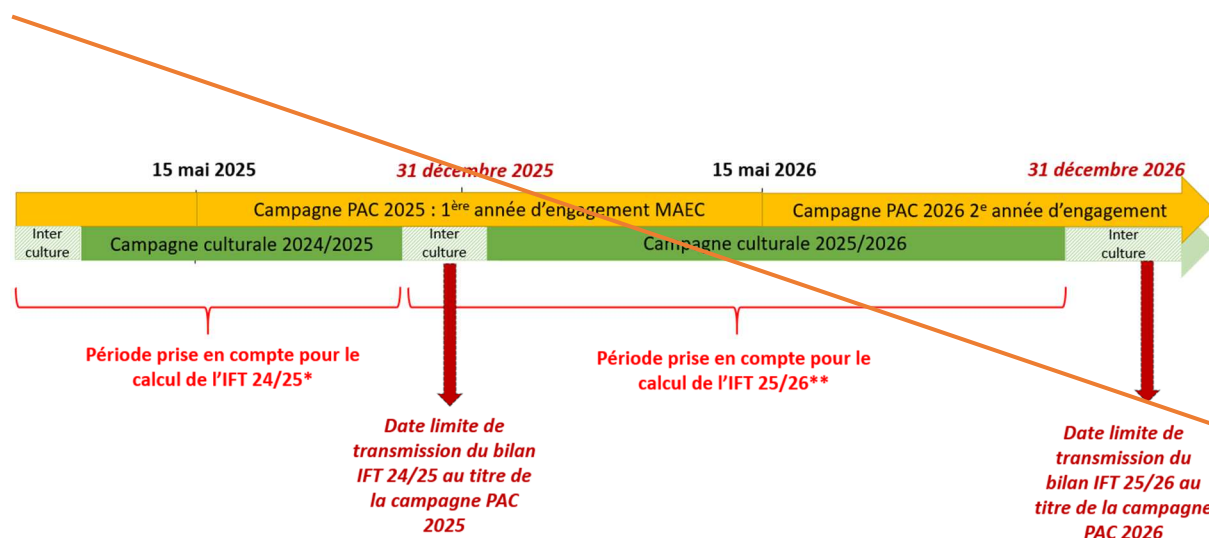 15 mai 2025
31 décembre 2025
15 mai 2026
31 décembre 2026
Campagne PAC 2025 : 1ère année d'engagement MAEC
Campagne PAC 2026 2e année d'engagement
Inter
culture
Campagne culturale 2024/2025
Inter
culture
Campagne culturale 2025/2026
Inter
culture
Période prise en compte pour le
calcul de l'IFT 24/25*
Période prise en compte pour le
calcul de l'IFT 25/26**
Date limite de
transmission du bilan
IFT 24/25 au titre de
la campagne PAC
2025
Date limite de
transmission du
bilan IFT 25/26 au
titre de la campagne
PAC 2026